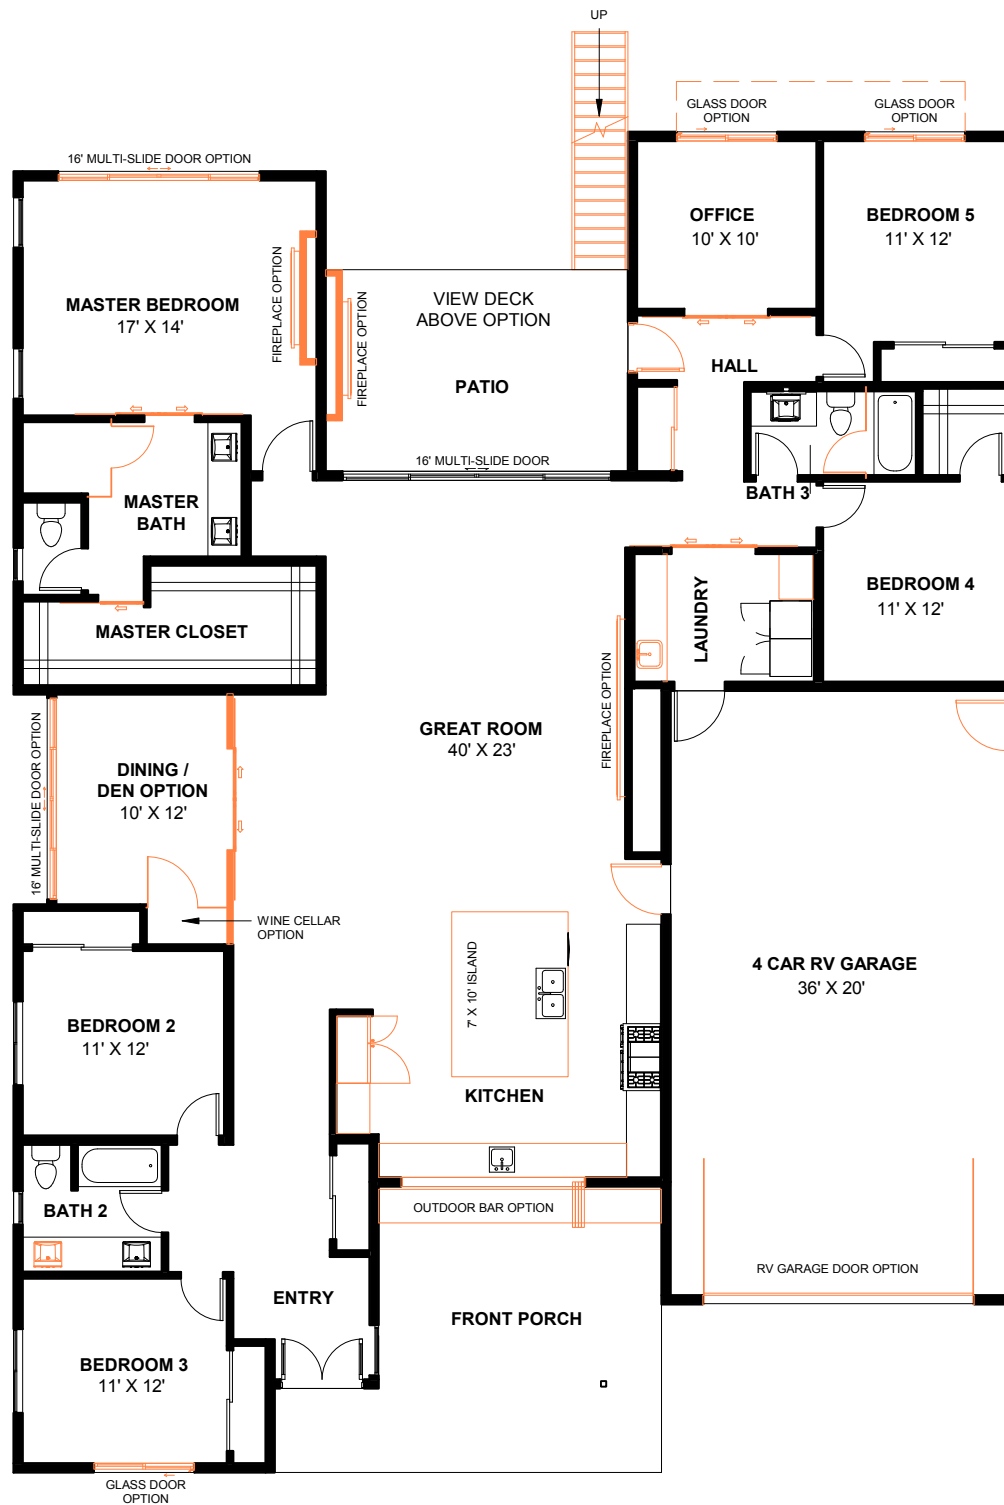 UP
GLASS DOOR
OPTION
GLASS DOOR
OPTION
16' MULTI-SLIDE DOOR OPTION
OFFICE
10' X 10'
BEDROOM 5
11' X 12'
MASTER BEDROOM
17' X 14'
FIREPLACE OPTION
FIREPLACE OPTION
VIEW DECK
ABOVE OPTION
PATIO
HALL
16' MULTI-SLIDE DOOR
MASTER
BATH
BATH 3
MASTER CLOSET
LAUNDRY
BEDROOM 4
11' X 12'
FIREPLACE OPTION
GREAT ROOM
40' X 23'
16' MULTI-SLIDE DOOR OPTION
DINING /
DEN OPTION
10' X 12'
WINE CELLAR
OPTION
7' X 10' ISLAND
4 CAR RV GARAGE
36' X 20'
BEDROOM 2
11' X 12'
KITCHEN
BATH 2
OUTDOOR BAR OPTION
RV GARAGE DOOR OPTION
ENTRY
FRONT PORCH
BEDROOM 3
11' X 12'
GLASS DOOR
OPTION